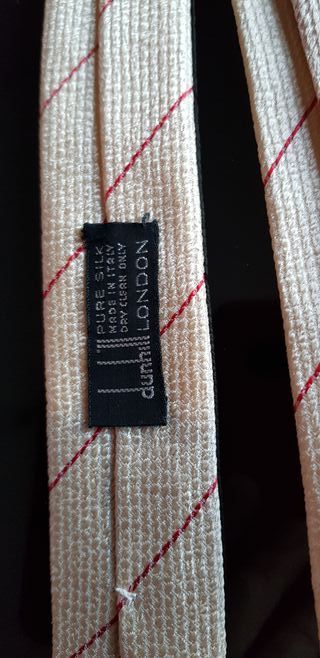 PURE SILK
MADE IN ITALY
DRY CLEAN ONLY
dunhill
LONDON